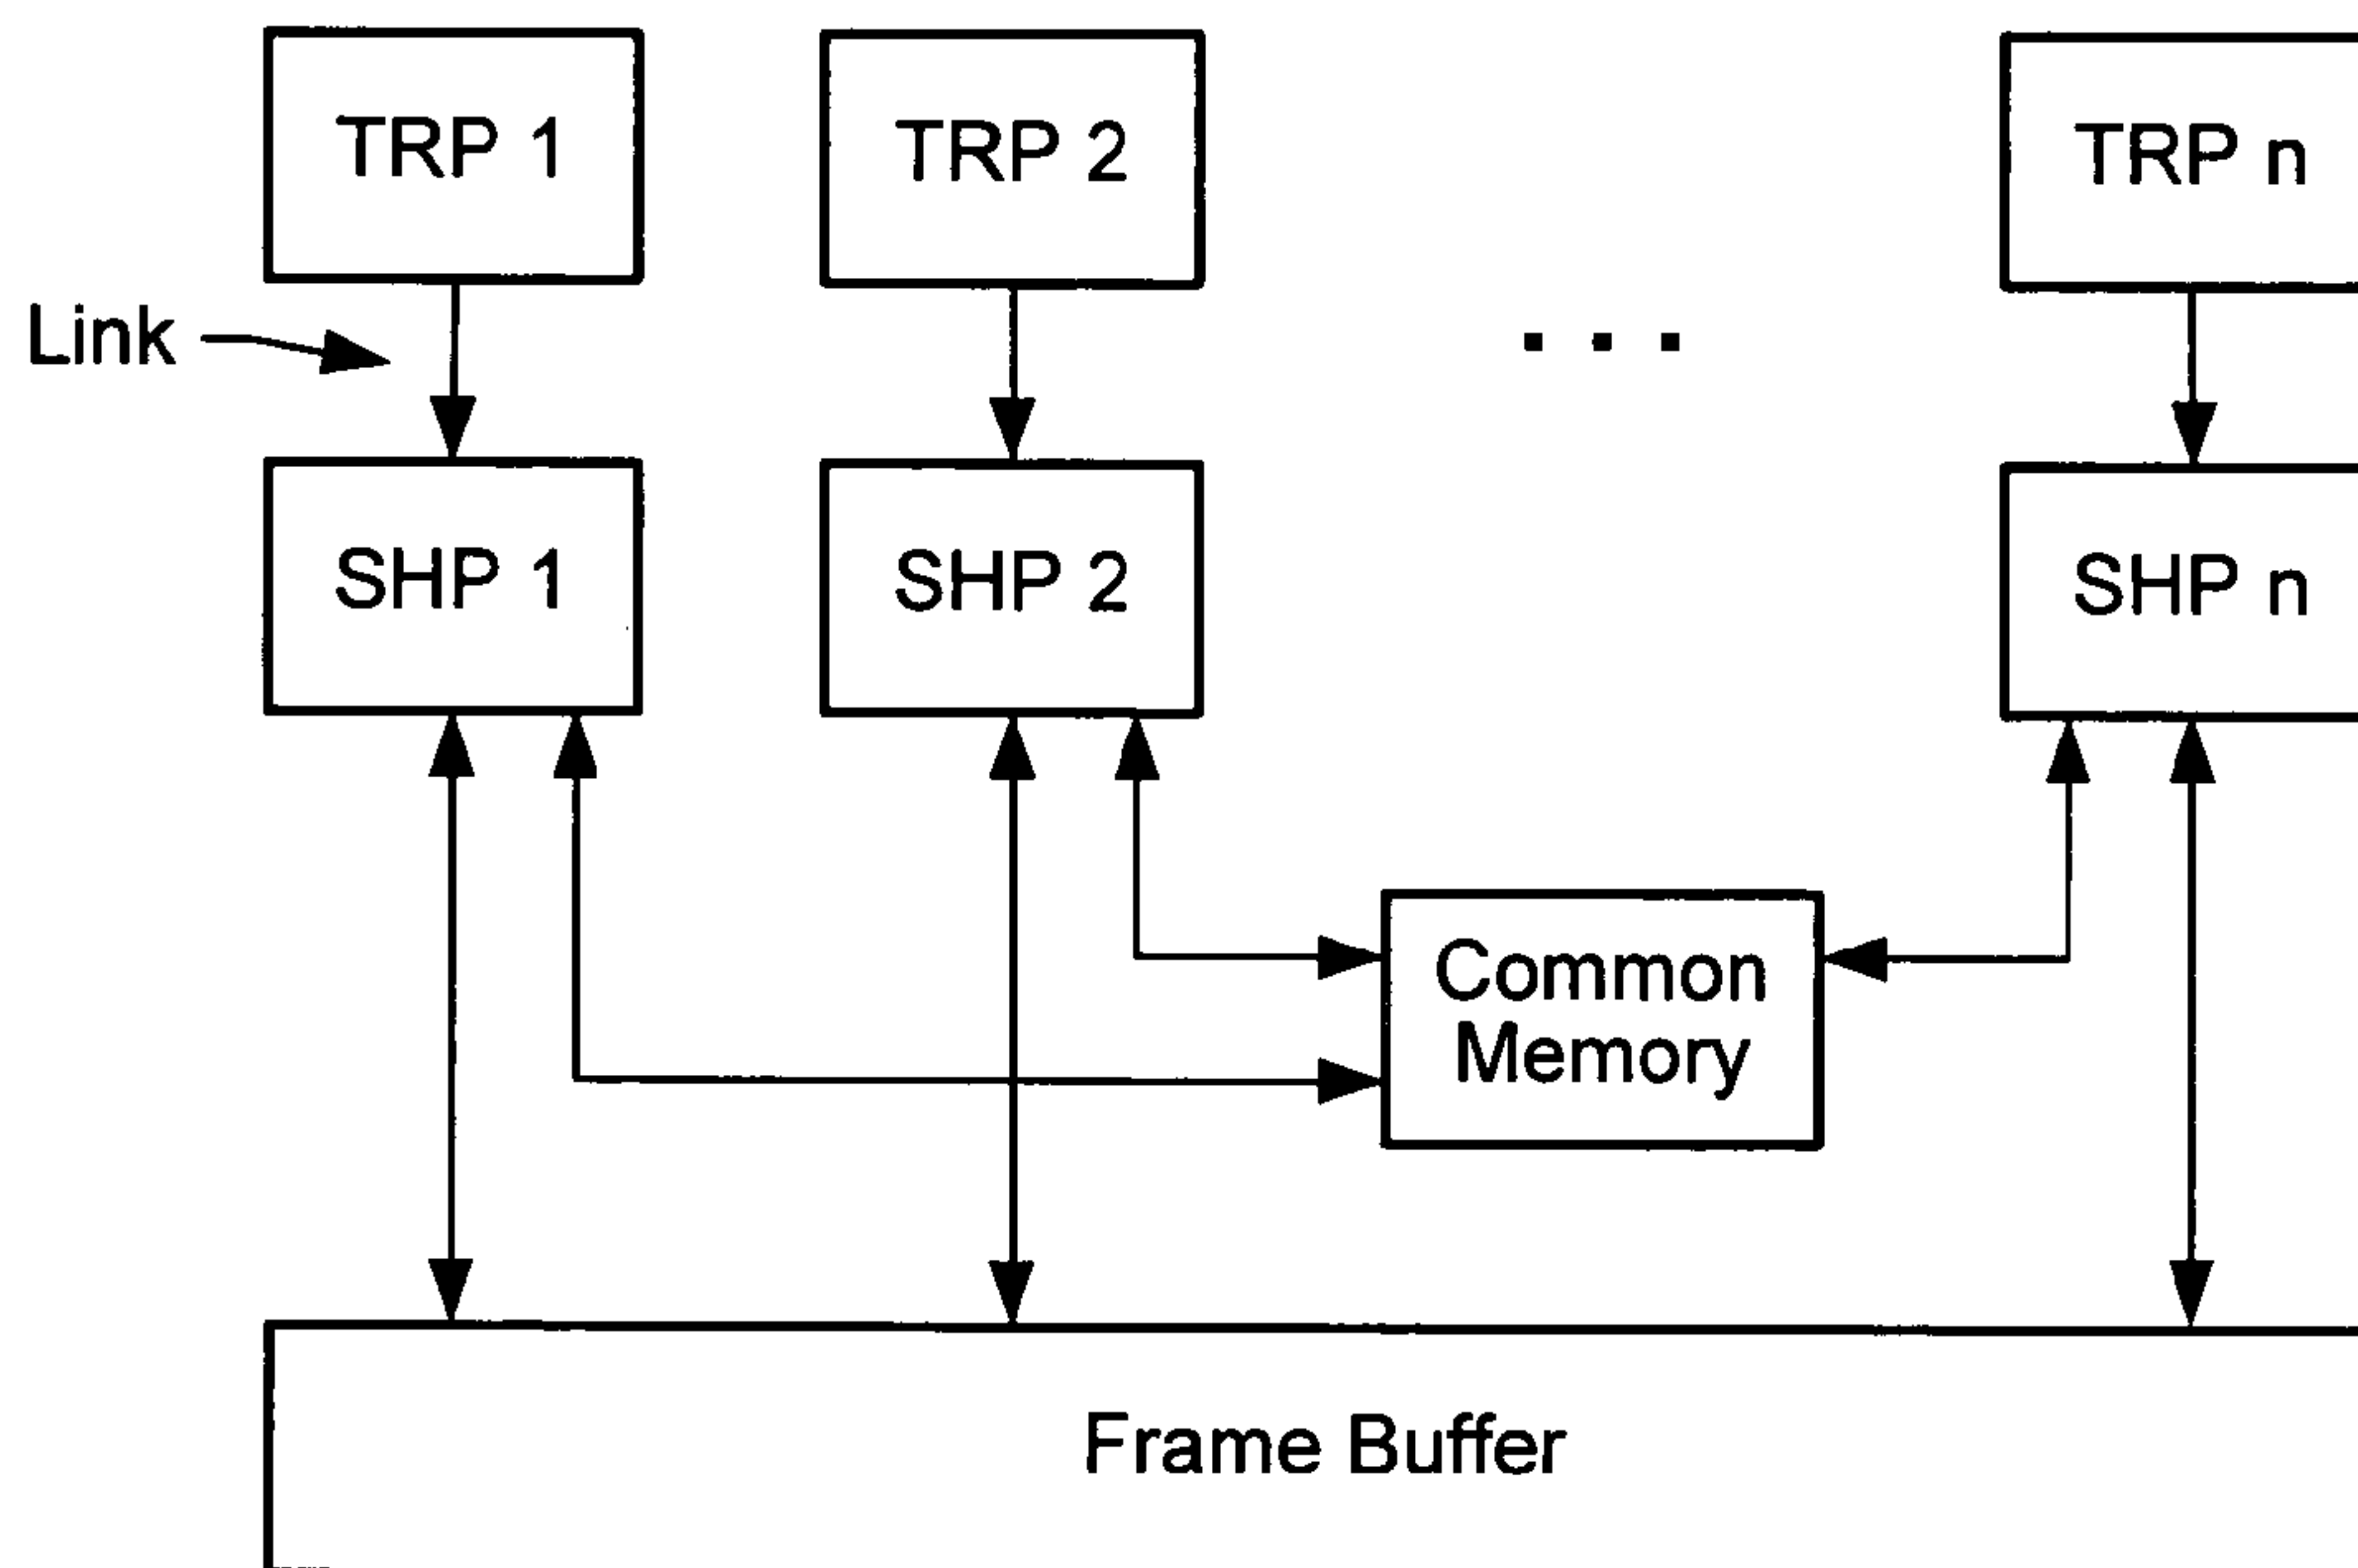 TRP 1
TRP 2
TRP n
Link
. . .
SHP 1
SHP 2
SHP n
Common
Memory
Frame Buffer